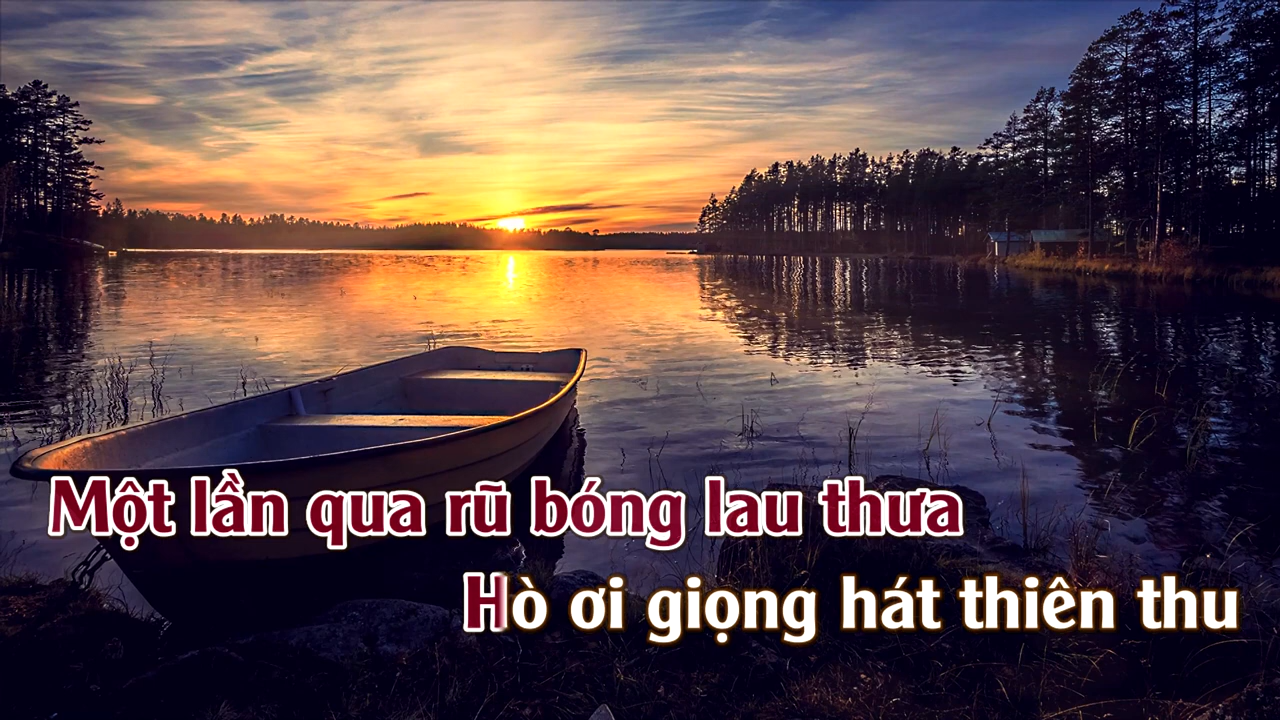 Một lần qua rũ bóng lau thưa
Hò ơi giọng hát thiên thu